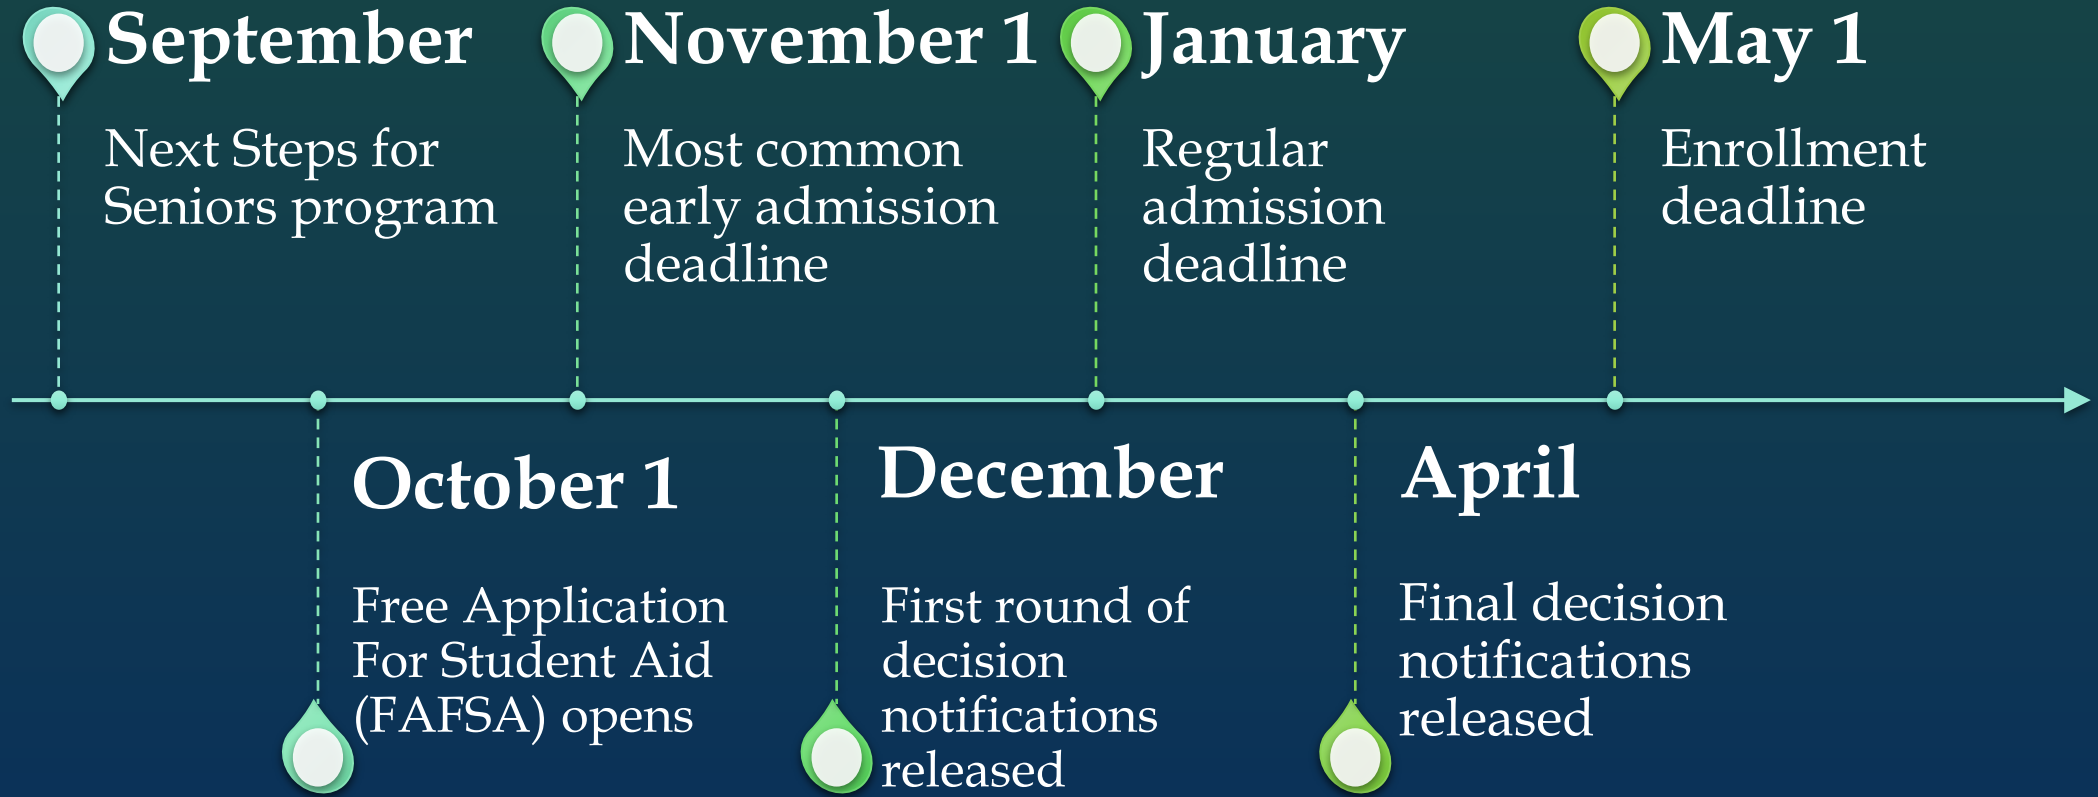 September
Next Steps for
Seniors program
October 1
Free Application
For Student Aid
(FAFSA) opens
November 1
Most common
early admission
deadline
December
First round of
decision
notifications
released
January
Regular
admission
deadline
April
Final decision
notifications
released
May 1
Enrollment
deadline